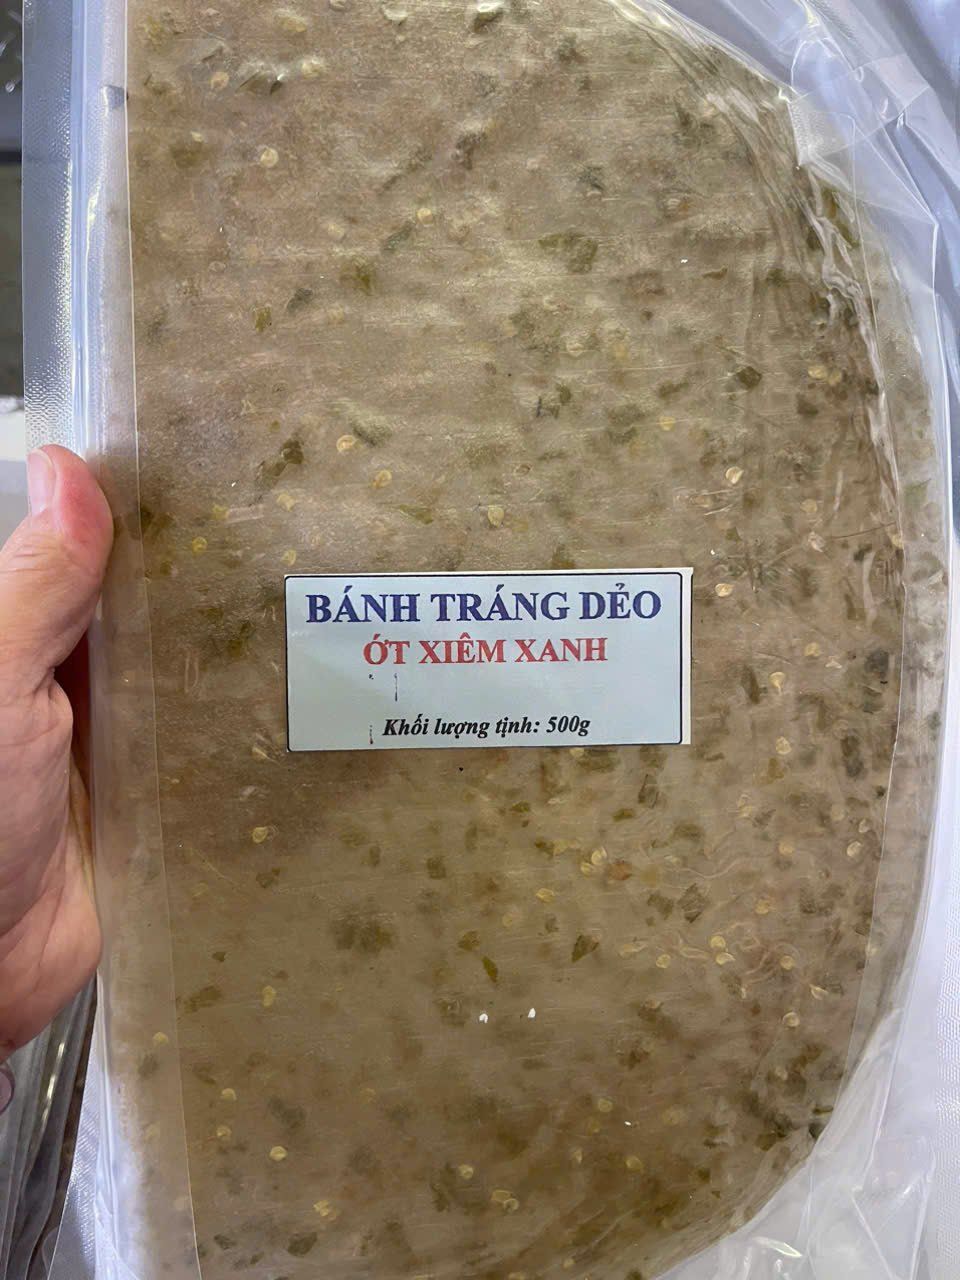 BÁNH TRÁNG DẺO
ỚT XIÊM XANH
Khối lượng tịnh: 500g